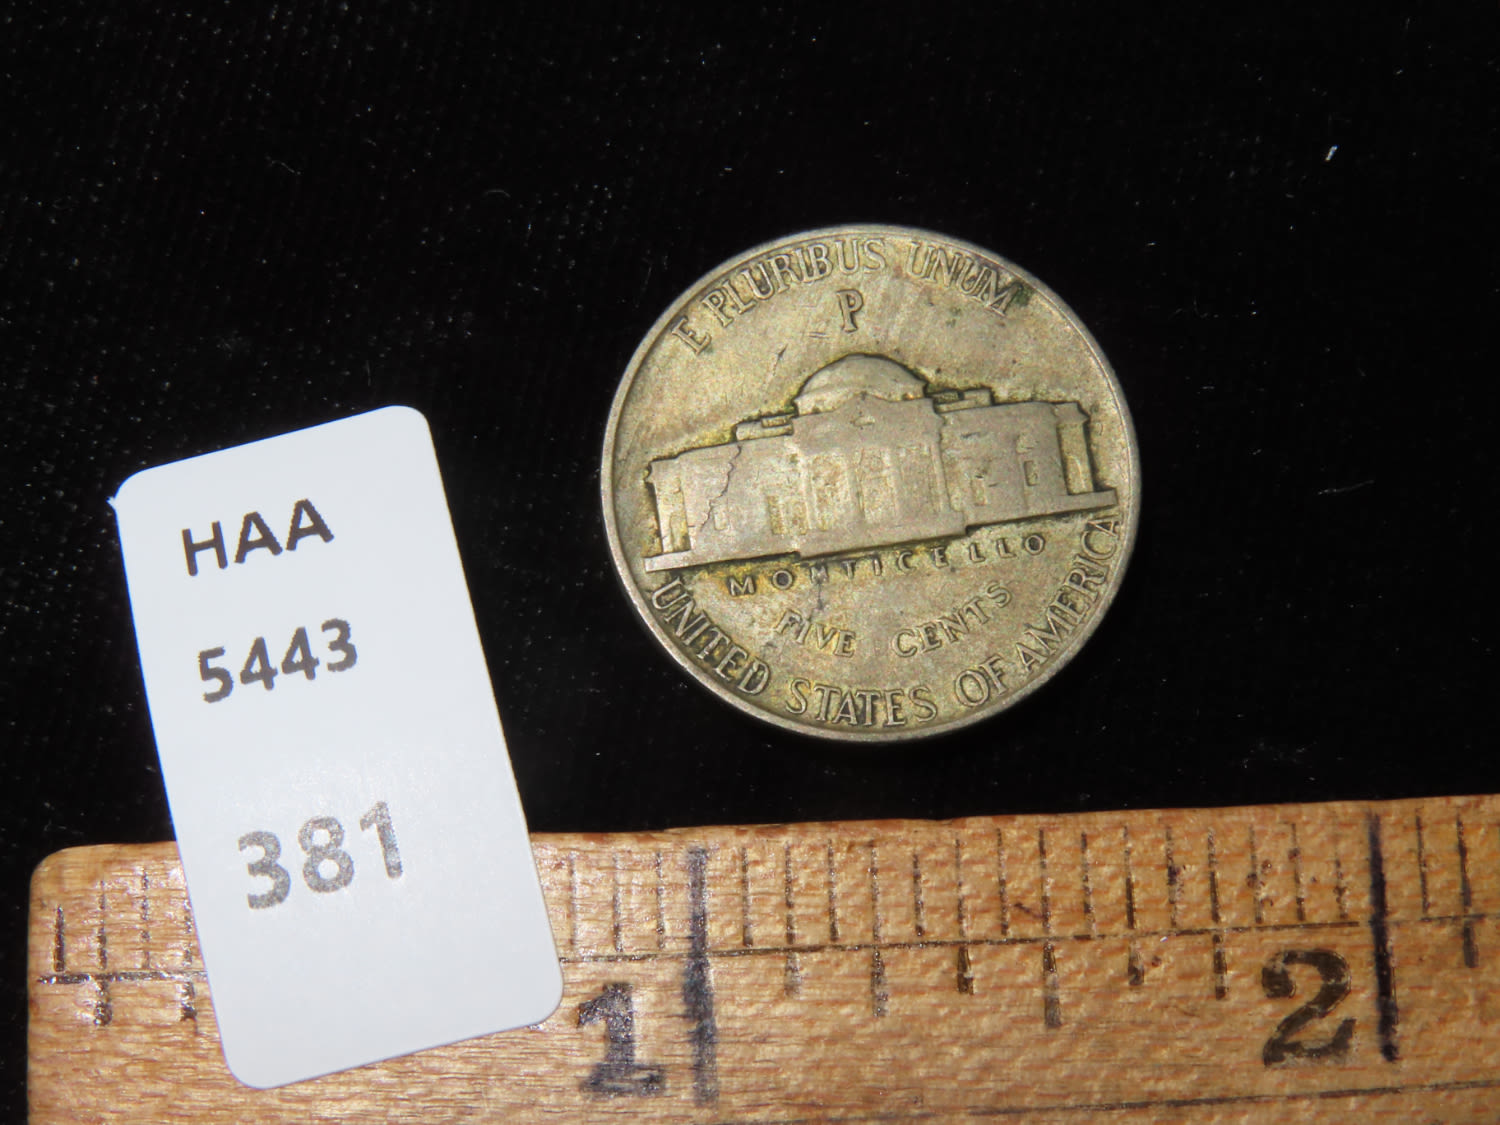 HAA
5443
381
E PLURIBUS UNUM
P
MONTICELLO
FIVE CENTS
UNITED STATES OF AMERICA
1 2